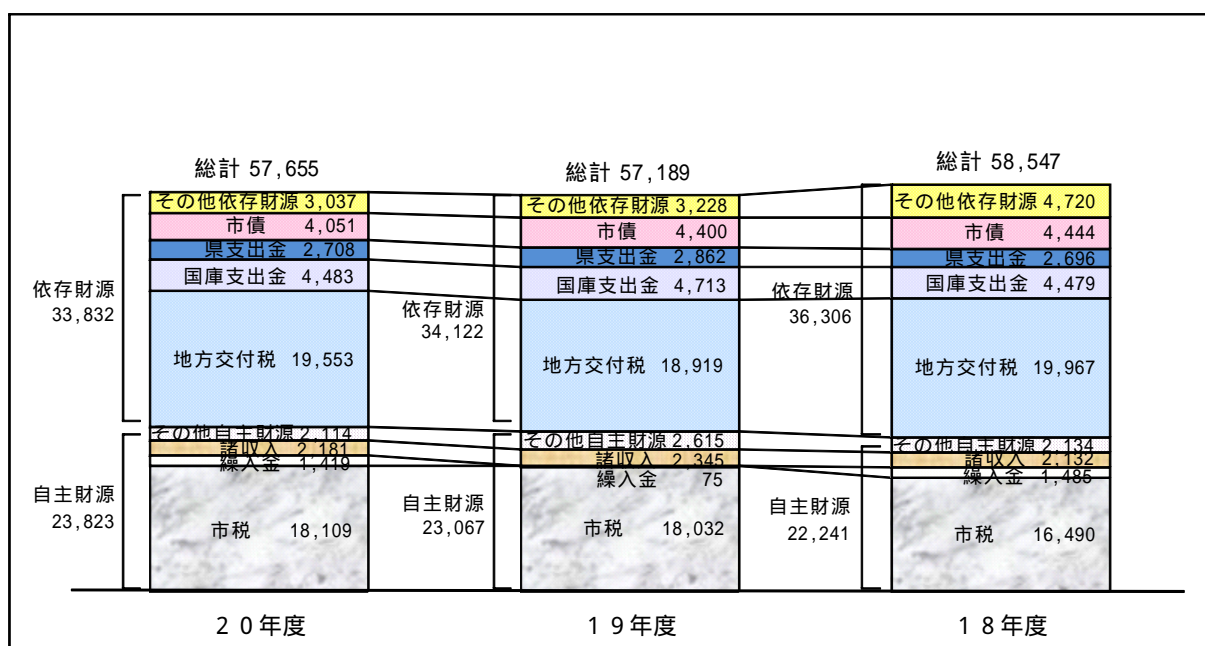 総計 57,655
その他依存財源 3,037
市債 4,051
県支出金 2,708
国庫支出金 4,483
地方交付税 19,553
その他自主財源 2,114
諸収入 2,181
繰入金 1,419
市税 18,109
依存財源
33,832
自主財源
23,823
20年度
総計 57,189
その他依存財源 3,228
市債 4,400
県支出金 2,862
国庫支出金 4,713
地方交付税 18,919
その他自主財源 2,615
諸収入 2,345
繰入金 75
市税 18,032
依存財源
34,122
自主財源
23,067
19年度
総計 58,547
その他依存財源 4,720
市債 4,444
県支出金 2,696
国庫支出金 4,479
地方交付税 19,967
その他自主財源 2,134
諸収入 2,132
繰入金 1,485
市税 16,490
依存財源
36,306
自主財源
22,241
18年度